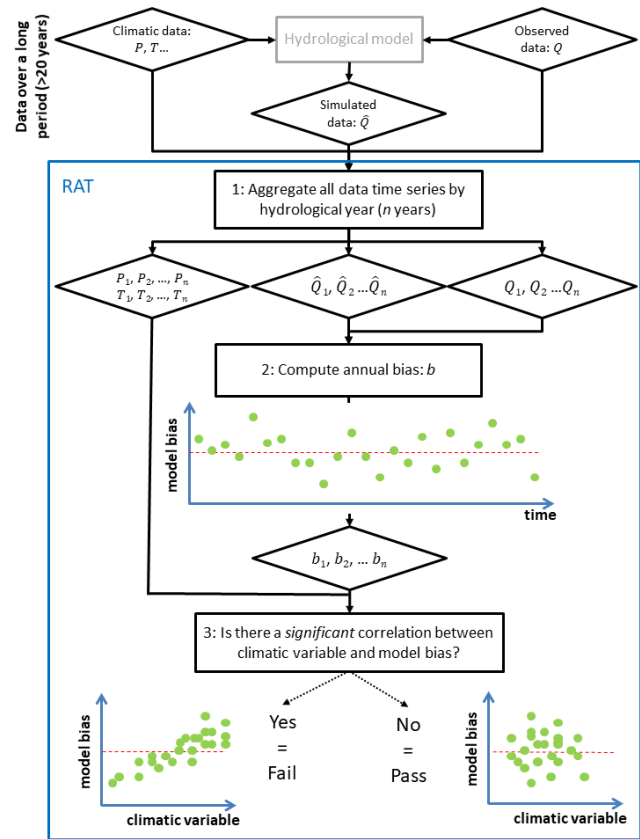 Data over a long
period (>20 years)
Climatic data:
P, T...
Hydrological model
Observed
data: Q
Simulated
data: Q̂
RAT
1: Aggregate all data time series by
hydrological year (n years)
P₁, P₂, ..., Pₙ
T₁, T₂, ..., Tₙ
Q̂₁, Q̂₂ ... Q̂ₙ
Q₁, Q₂ ... Qₙ
2: Compute annual bias: b
model bias
time
b₁, b₂, ... bₙ
3: Is there a significant correlation between
climatic variable and model bias?
Yes
=
Fail
No
=
Pass
model bias
climatic variable
model bias
climatic variable